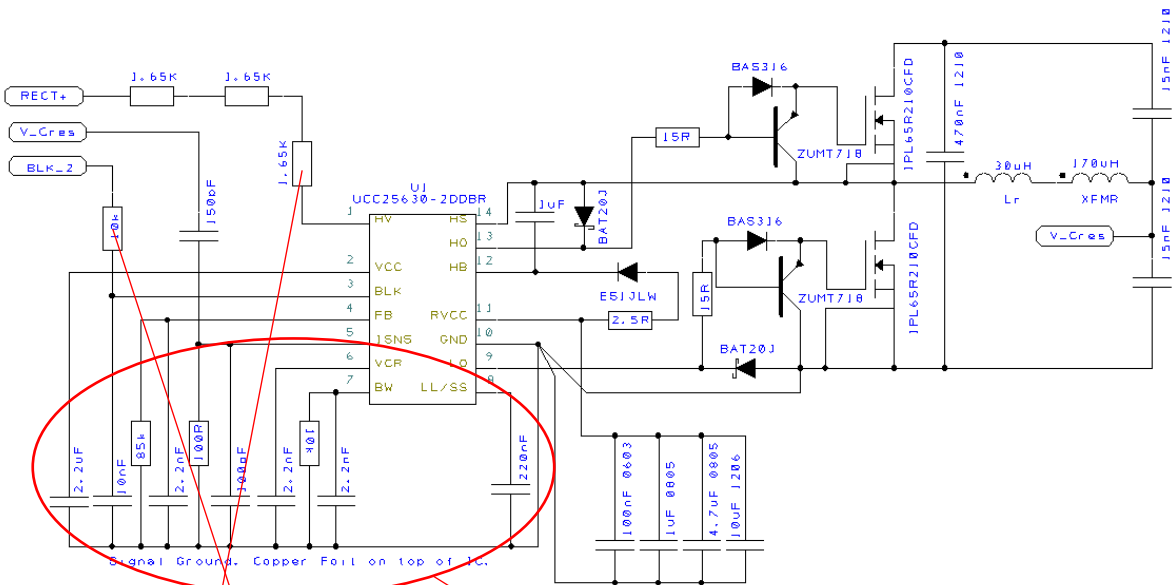 RECT+
1.65K
1.65K
V_Cres
BLK_2
1.65K
10k
150pF
U1
UCC25630-2DDBR
1 HV HS 14
HO 13
2 VCC HB 12
3 BLK
4 FB RVCC 11
5 ISNS GND 10
6 VCR LO 9
7 BW LL/SS 8
1uF
BAT20J
ES1JLW
2.5R
15R
BAS316
ZUMT718
IPL65R210CFD
470nF 1210
15nF 1210
30uH
Lr
170uH
XFMR
V_Cres
15nF 1210
BAS316
15R
ZUMT718
IPL65R210CFD
BAT20J
2.2uF
10nF
85k
2.2nF
100R
100pF
2.2nF
10k
2.2nF
220nF
100nF 0603
1uF 0805
4.7uF 0805
10uF 1206
Signal Ground. Copper Foil on top of IC.